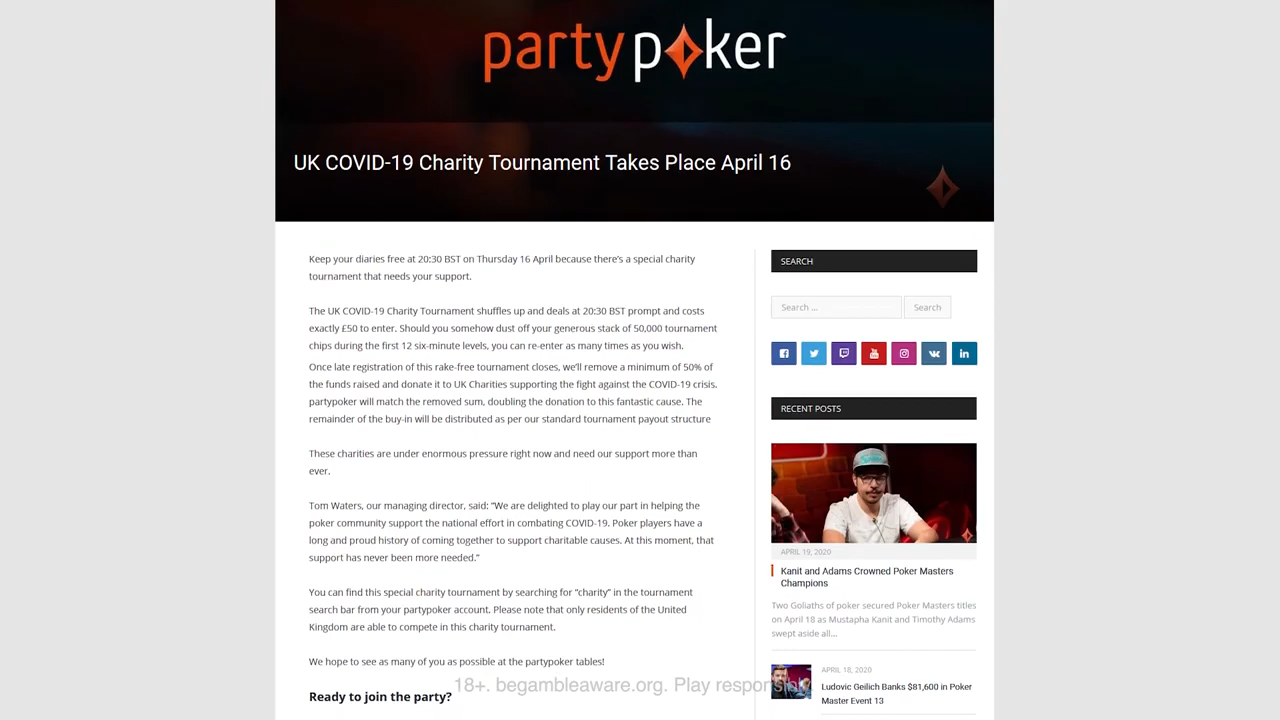 partypoker
UK COVID-19 Charity Tournament Takes Place April 16
Keep your diaries free at 20:30 BST on Thursday 16 April because there's a special charity
tournament that needs your support.
The UK COVID-19 Charity Tournament shuffles up and deals at 20:30 BST prompt and costs
exactly £50 to enter. Should you somehow dust off your generous stack of 50,000 tournament
chips during the first 12 six-minute levels, you can re-enter as many times as you wish.
Once late registration of this rake-free tournament closes, we'll remove a minimum of 50% of
the funds raised and donate it to UK Charities supporting the fight against the COVID-19 crisis.
partypoker will match the removed sum, doubling the donation to this fantastic cause. The
remainder of the buy-in will be distributed as per our standard tournament payout structure
These charities are under enormous pressure right now and need our support more than
ever.
Tom Waters, our managing director, said: "We are delighted to play our part in helping the
poker community support the national effort in combating COVID-19. Poker players have a
long and proud history of coming together to support charitable causes. At this moment, that
support has never been more needed."
You can find this special charity tournament by searching for "charity" in the tournament
search bar from your partypoker account. Please note that only residents of the United
Kingdom are able to compete in this charity tournament.
We hope to see as many of you as possible at the partypoker tables!
Ready to join the party?
SEARCH
Search ...
Search
RECENT POSTS
APRIL 19, 2020
Kanit and Adams Crowned Poker Masters
Champions
Two Goliaths of poker secured Poker Masters titles
on April 18 as Mustapha Kanit and Timothy Adams
swept aside all...
APRIL 18, 2020
Ludovic Geilich Banks $81,600 in Poker
Master Event 13
18+. begambleaware.org. Play